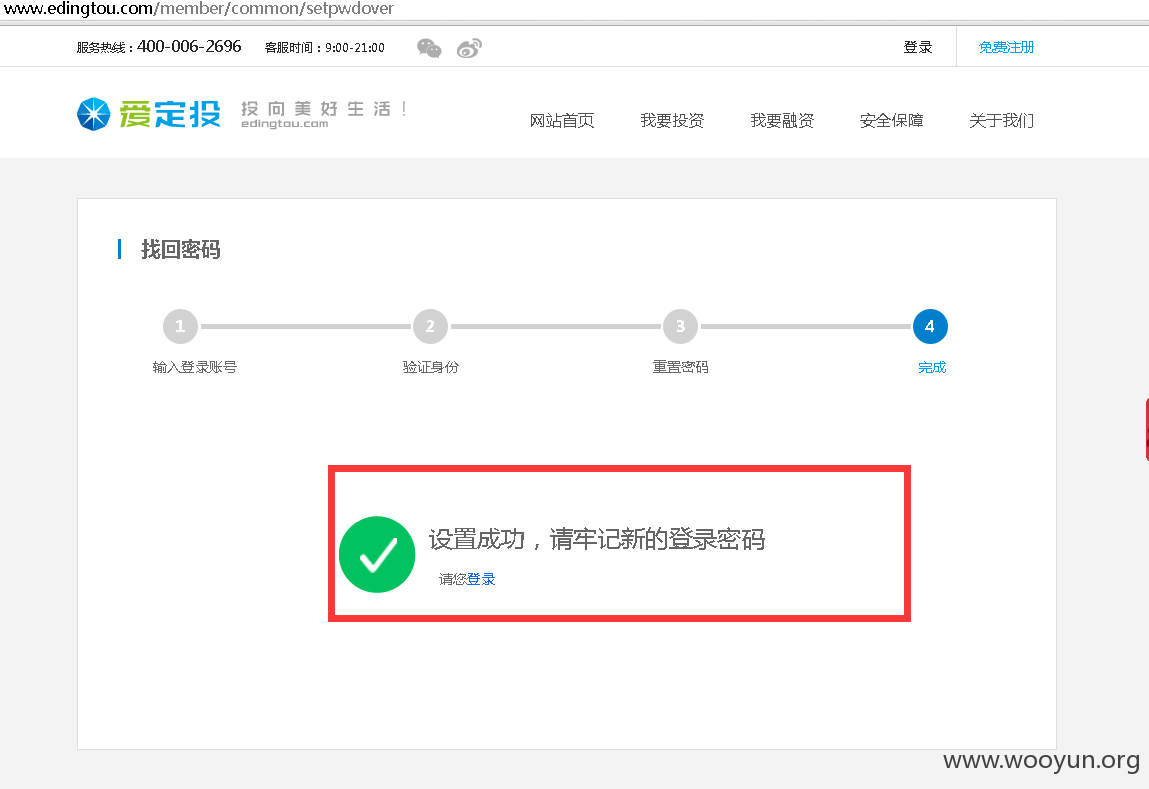 www.edingtou.com/member/common/setpwdover
服务热线：400-006-2696 客服时间：9:00-21:00 登录 免费注册
爱定投 投向美好生活！
edingtou.com
网站首页 我要投资 我要融资 安全保障 关于我们
找回密码
1 2 3 4
输入登录账号 验证身份 重置密码 完成
设置成功，请牢记新的登录密码
请您登录
www.wooyun.org